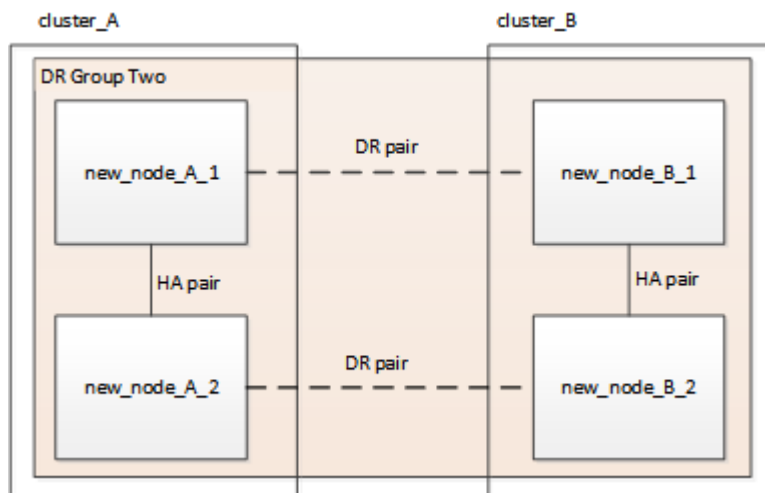 cluster_A
cluster_B
DR Group Two
new_node_A_1
DR pair
new_node_B_1
HA pair
HA pair
new_node_A_2
DR pair
new_node_B_2